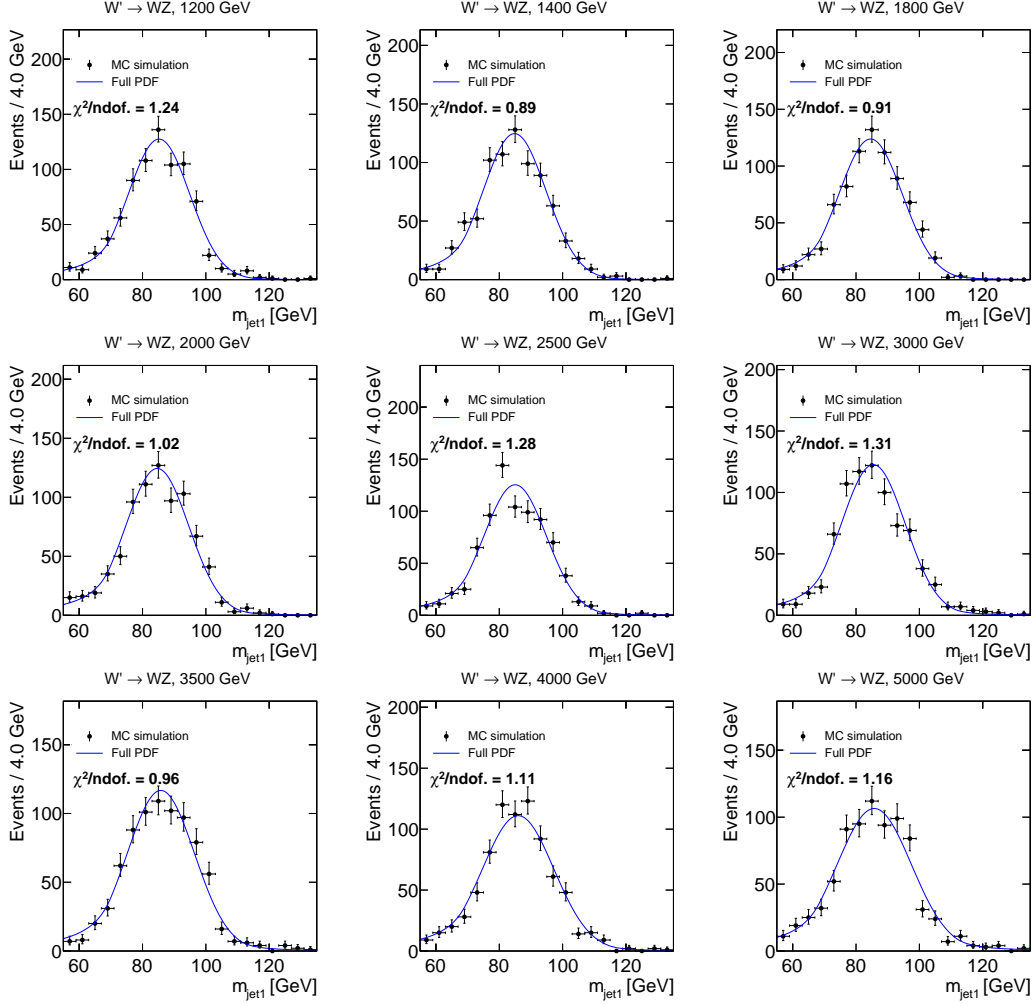 W' → WZ, 1200 GeV
Events / 4.0 GeV
200
150
100
50
0
MC simulation
Full PDF
χ²/ndof. = 1.24
60 80 100 120
m_jet1 [GeV]
W' → WZ, 1400 GeV
Events / 4.0 GeV
200
150
100
50
0
MC simulation
Full PDF
χ²/ndof. = 0.89
60 80 100 120
m_jet1 [GeV]
W' → WZ, 1800 GeV
Events / 4.0 GeV
200
150
100
50
0
MC simulation
Full PDF
χ²/ndof. = 0.91
60 80 100 120
m_jet1 [GeV]
W' → WZ, 2000 GeV
Events / 4.0 GeV
200
150
100
50
0
MC simulation
Full PDF
χ²/ndof. = 1.02
60 80 100 120
m_jet1 [GeV]
W' → WZ, 2500 GeV
Events / 4.0 GeV
200
150
100
50
0
MC simulation
Full PDF
χ²/ndof. = 1.28
60 80 100 120
m_jet1 [GeV]
W' → WZ, 3000 GeV
Events / 4.0 GeV
200
150
100
50
0
MC simulation
Full PDF
χ²/ndof. = 1.31
60 80 100 120
m_jet1 [GeV]
W' → WZ, 3500 GeV
Events / 4.0 GeV
150
100
50
0
MC simulation
Full PDF
χ²/ndof. = 0.96
60 80 100 120
m_jet1 [GeV]
W' → WZ, 4000 GeV
Events / 4.0 GeV
200
150
100
50
0
MC simulation
Full PDF
χ²/ndof. = 1.11
60 80 100 120
m_jet1 [GeV]
W' → WZ, 5000 GeV
Events / 4.0 GeV
150
100
50
0
MC simulation
Full PDF
χ²/ndof. = 1.16
60 80 100 120
m_jet1 [GeV]